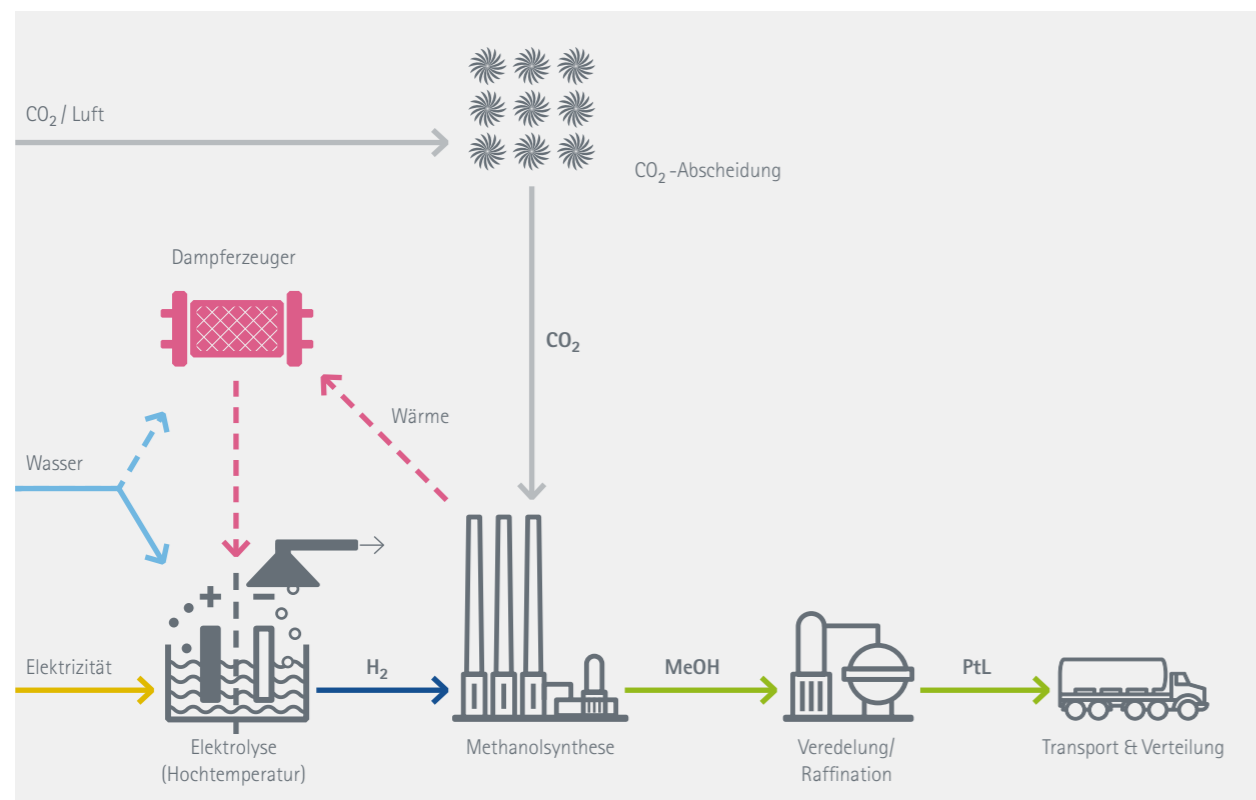 CO₂ / Luft
CO₂ -Abscheidung
Dampferzeuger
CO₂
Wärme
Wasser
+ −
Elektrizität
H₂
MeOH
PtL
Elektrolyse
(Hochtemperatur)
Methanolsynthese
Veredelung/
Raffination
Transport & Verteilung